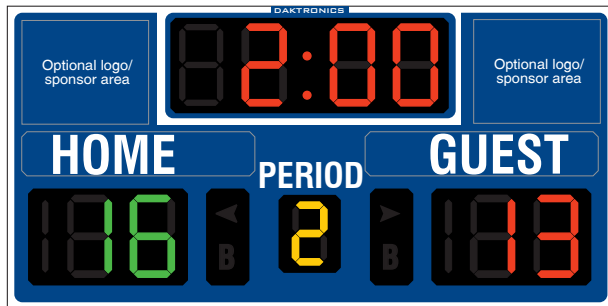 DAKTRONICS
Optional logo/
sponsor area
2:00
Optional logo/
sponsor area
HOME
GUEST
PERIOD
16
B
2
B
13